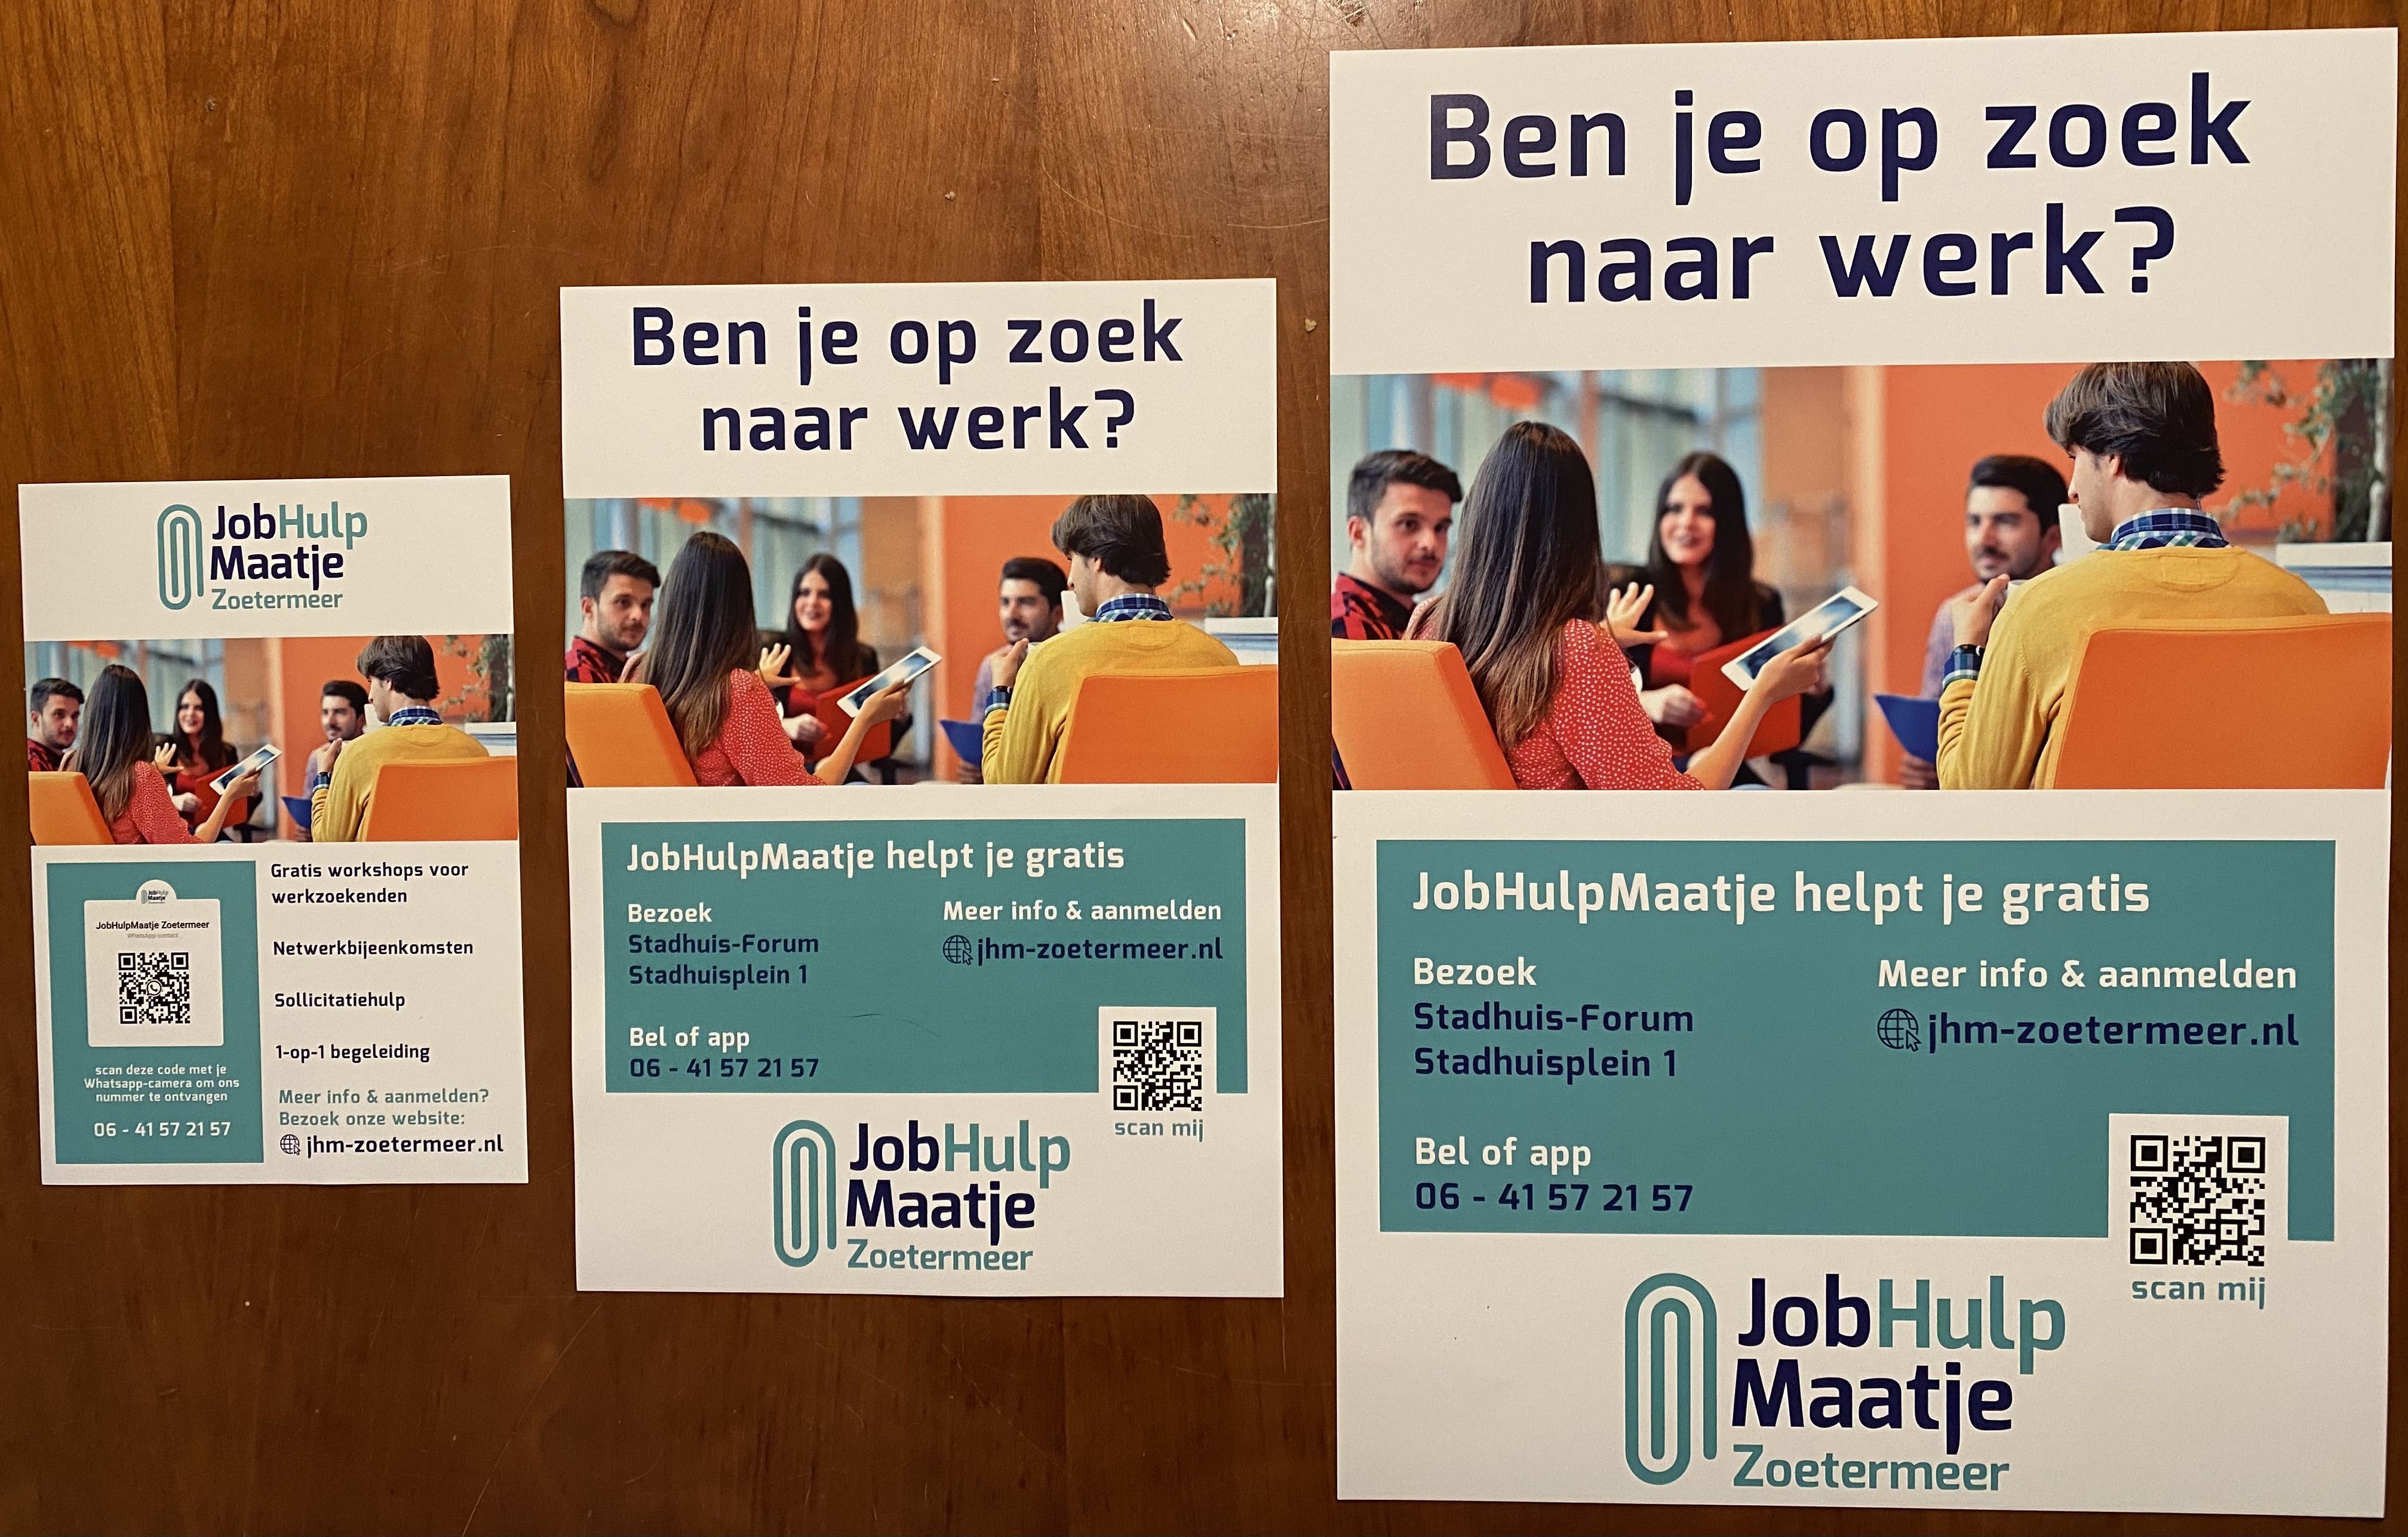 JobHulp
Maatje
Zoetermeer
JobHulpMaatje Zoetermeer
WhatsApp contact
scan deze code met je
Whatsapp-camera om ons
nummer te ontvangen
06 - 41 57 21 57
Gratis workshops voor
werkzoekenden
Netwerkbijeenkomsten
Sollicitatiehulp
1-op-1 begeleiding
Meer info & aanmelden?
Bezoek onze website:
jhm-zoetermeer.nl
Ben je op zoek
naar werk?
JobHulpMaatje helpt je gratis
Bezoek
Stadhuis-Forum
Stadhuisplein 1
Bel of app
06 - 41 57 21 57
Meer info & aanmelden
jhm-zoetermeer.nl
scan mij
JobHulp
Maatje
Zoetermeer
Ben je op zoek
naar werk?
JobHulpMaatje helpt je gratis
Bezoek
Stadhuis-Forum
Stadhuisplein 1
Bel of app
06 - 41 57 21 57
Meer info & aanmelden
jhm-zoetermeer.nl
scan mij
JobHulp
Maatje
Zoetermeer